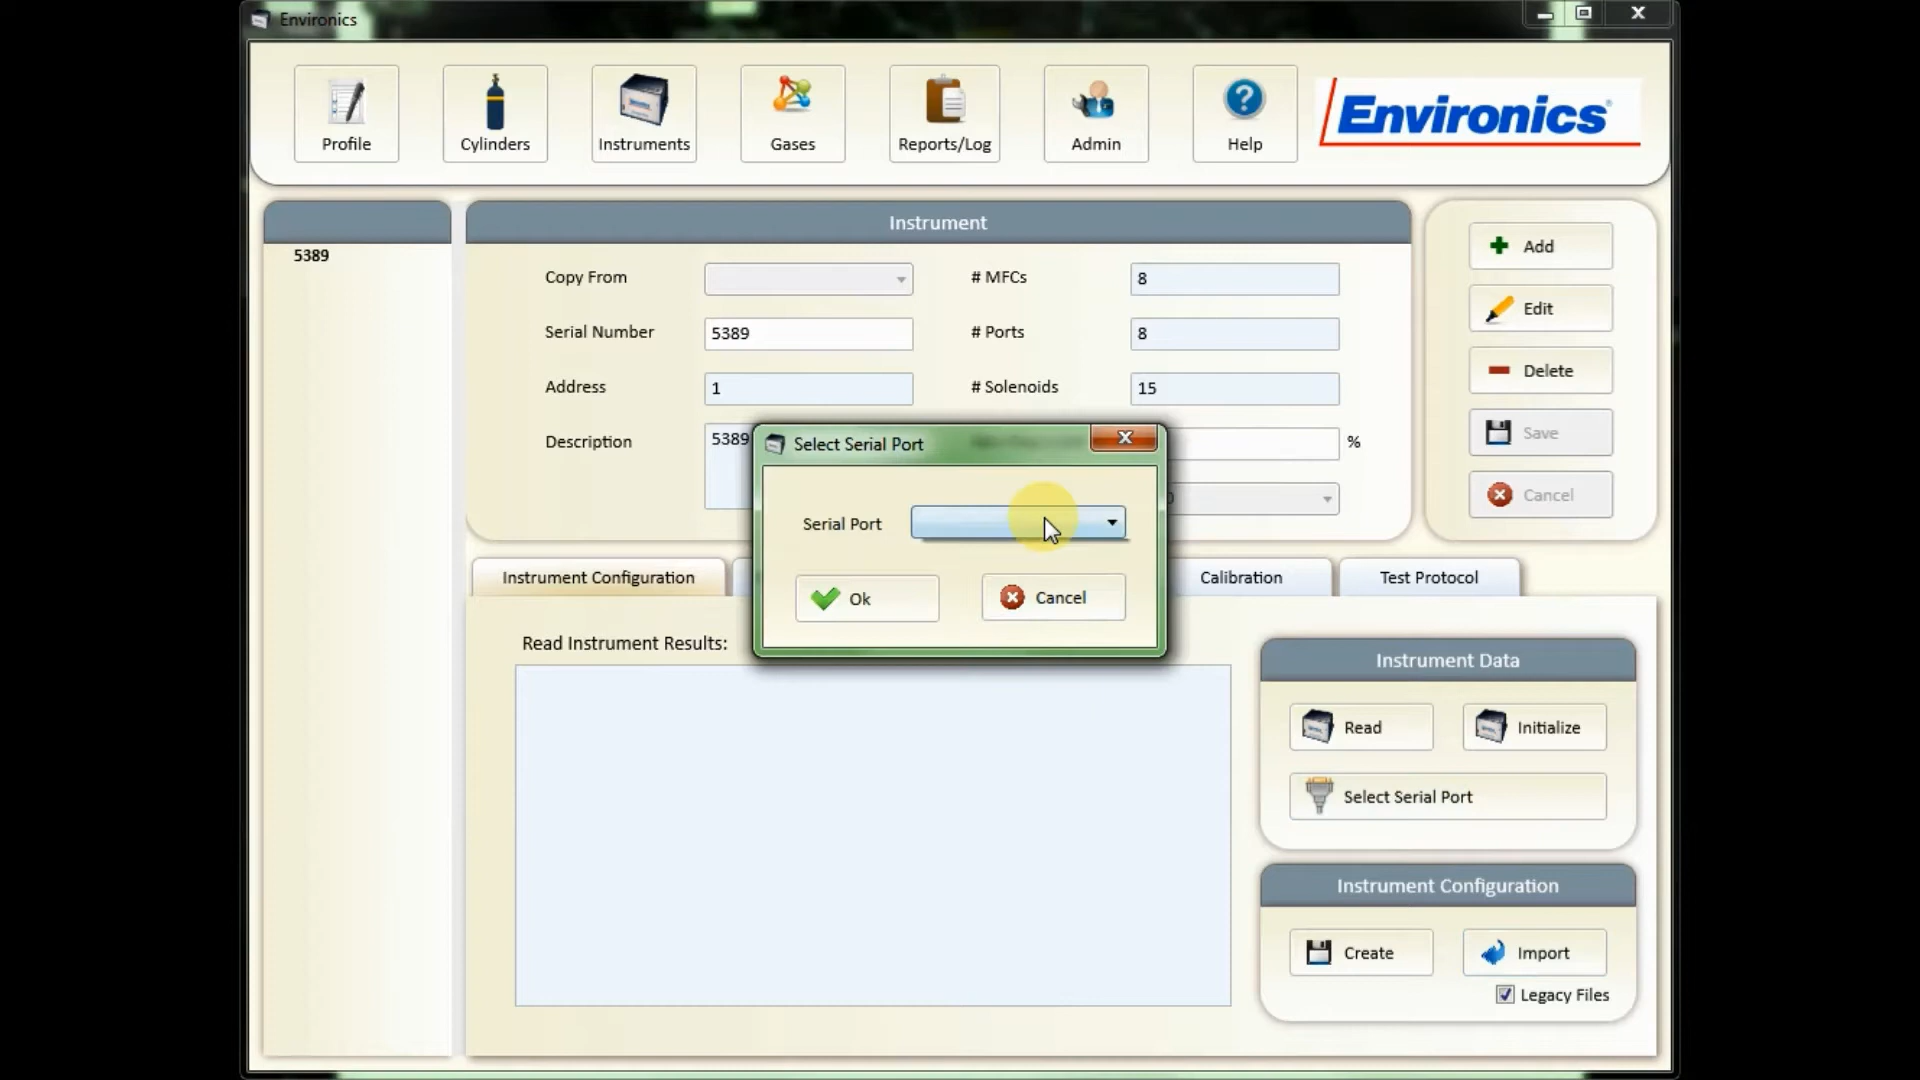 Environics
Profile
Cylinders
Instruments
Gases
Reports/Log
Admin
Help
Environics®
5389
Instrument
Copy From
# MFCs
8
Serial Number
5389
# Ports
8
Address
1
# Solenoids
15
Description
5389
%
Add
Edit
Delete
Save
Cancel
Select Serial Port
Serial Port
Ok
Cancel
Instrument Configuration
Calibration
Test Protocol
Read Instrument Results:
Instrument Data
Read
Initialize
Select Serial Port
Instrument Configuration
Create
Import
Legacy Files